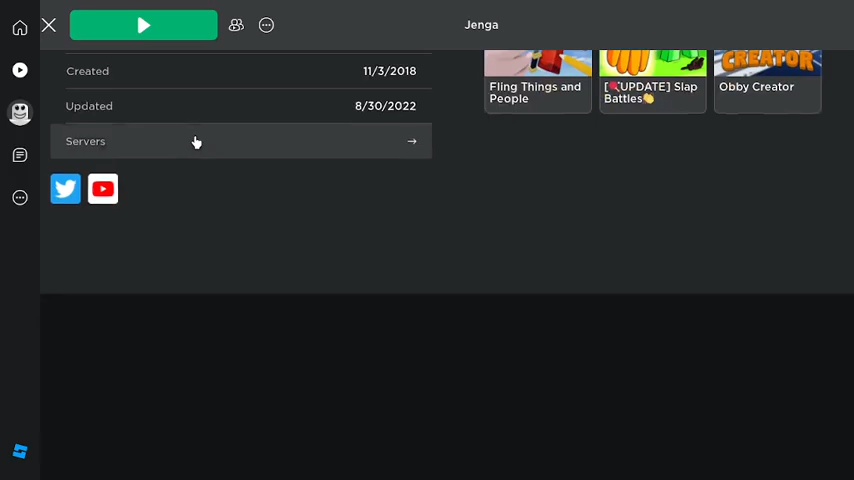 Jenga
Created 11/3/2018
Updated 8/30/2022
Servers →
Fling Things and
People
[UPDATE] Slap
Battles👏
CREATOR
Obby Creator